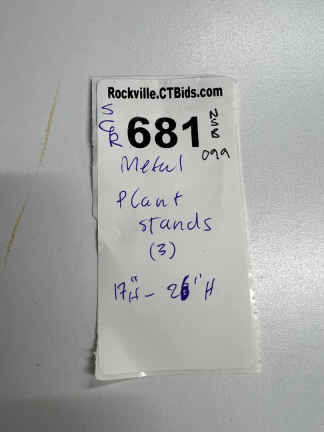 Rockville.CTBids.com
SGR 681 NSB
099
Metal
Plant
stands
(3)
17"H - 26"H